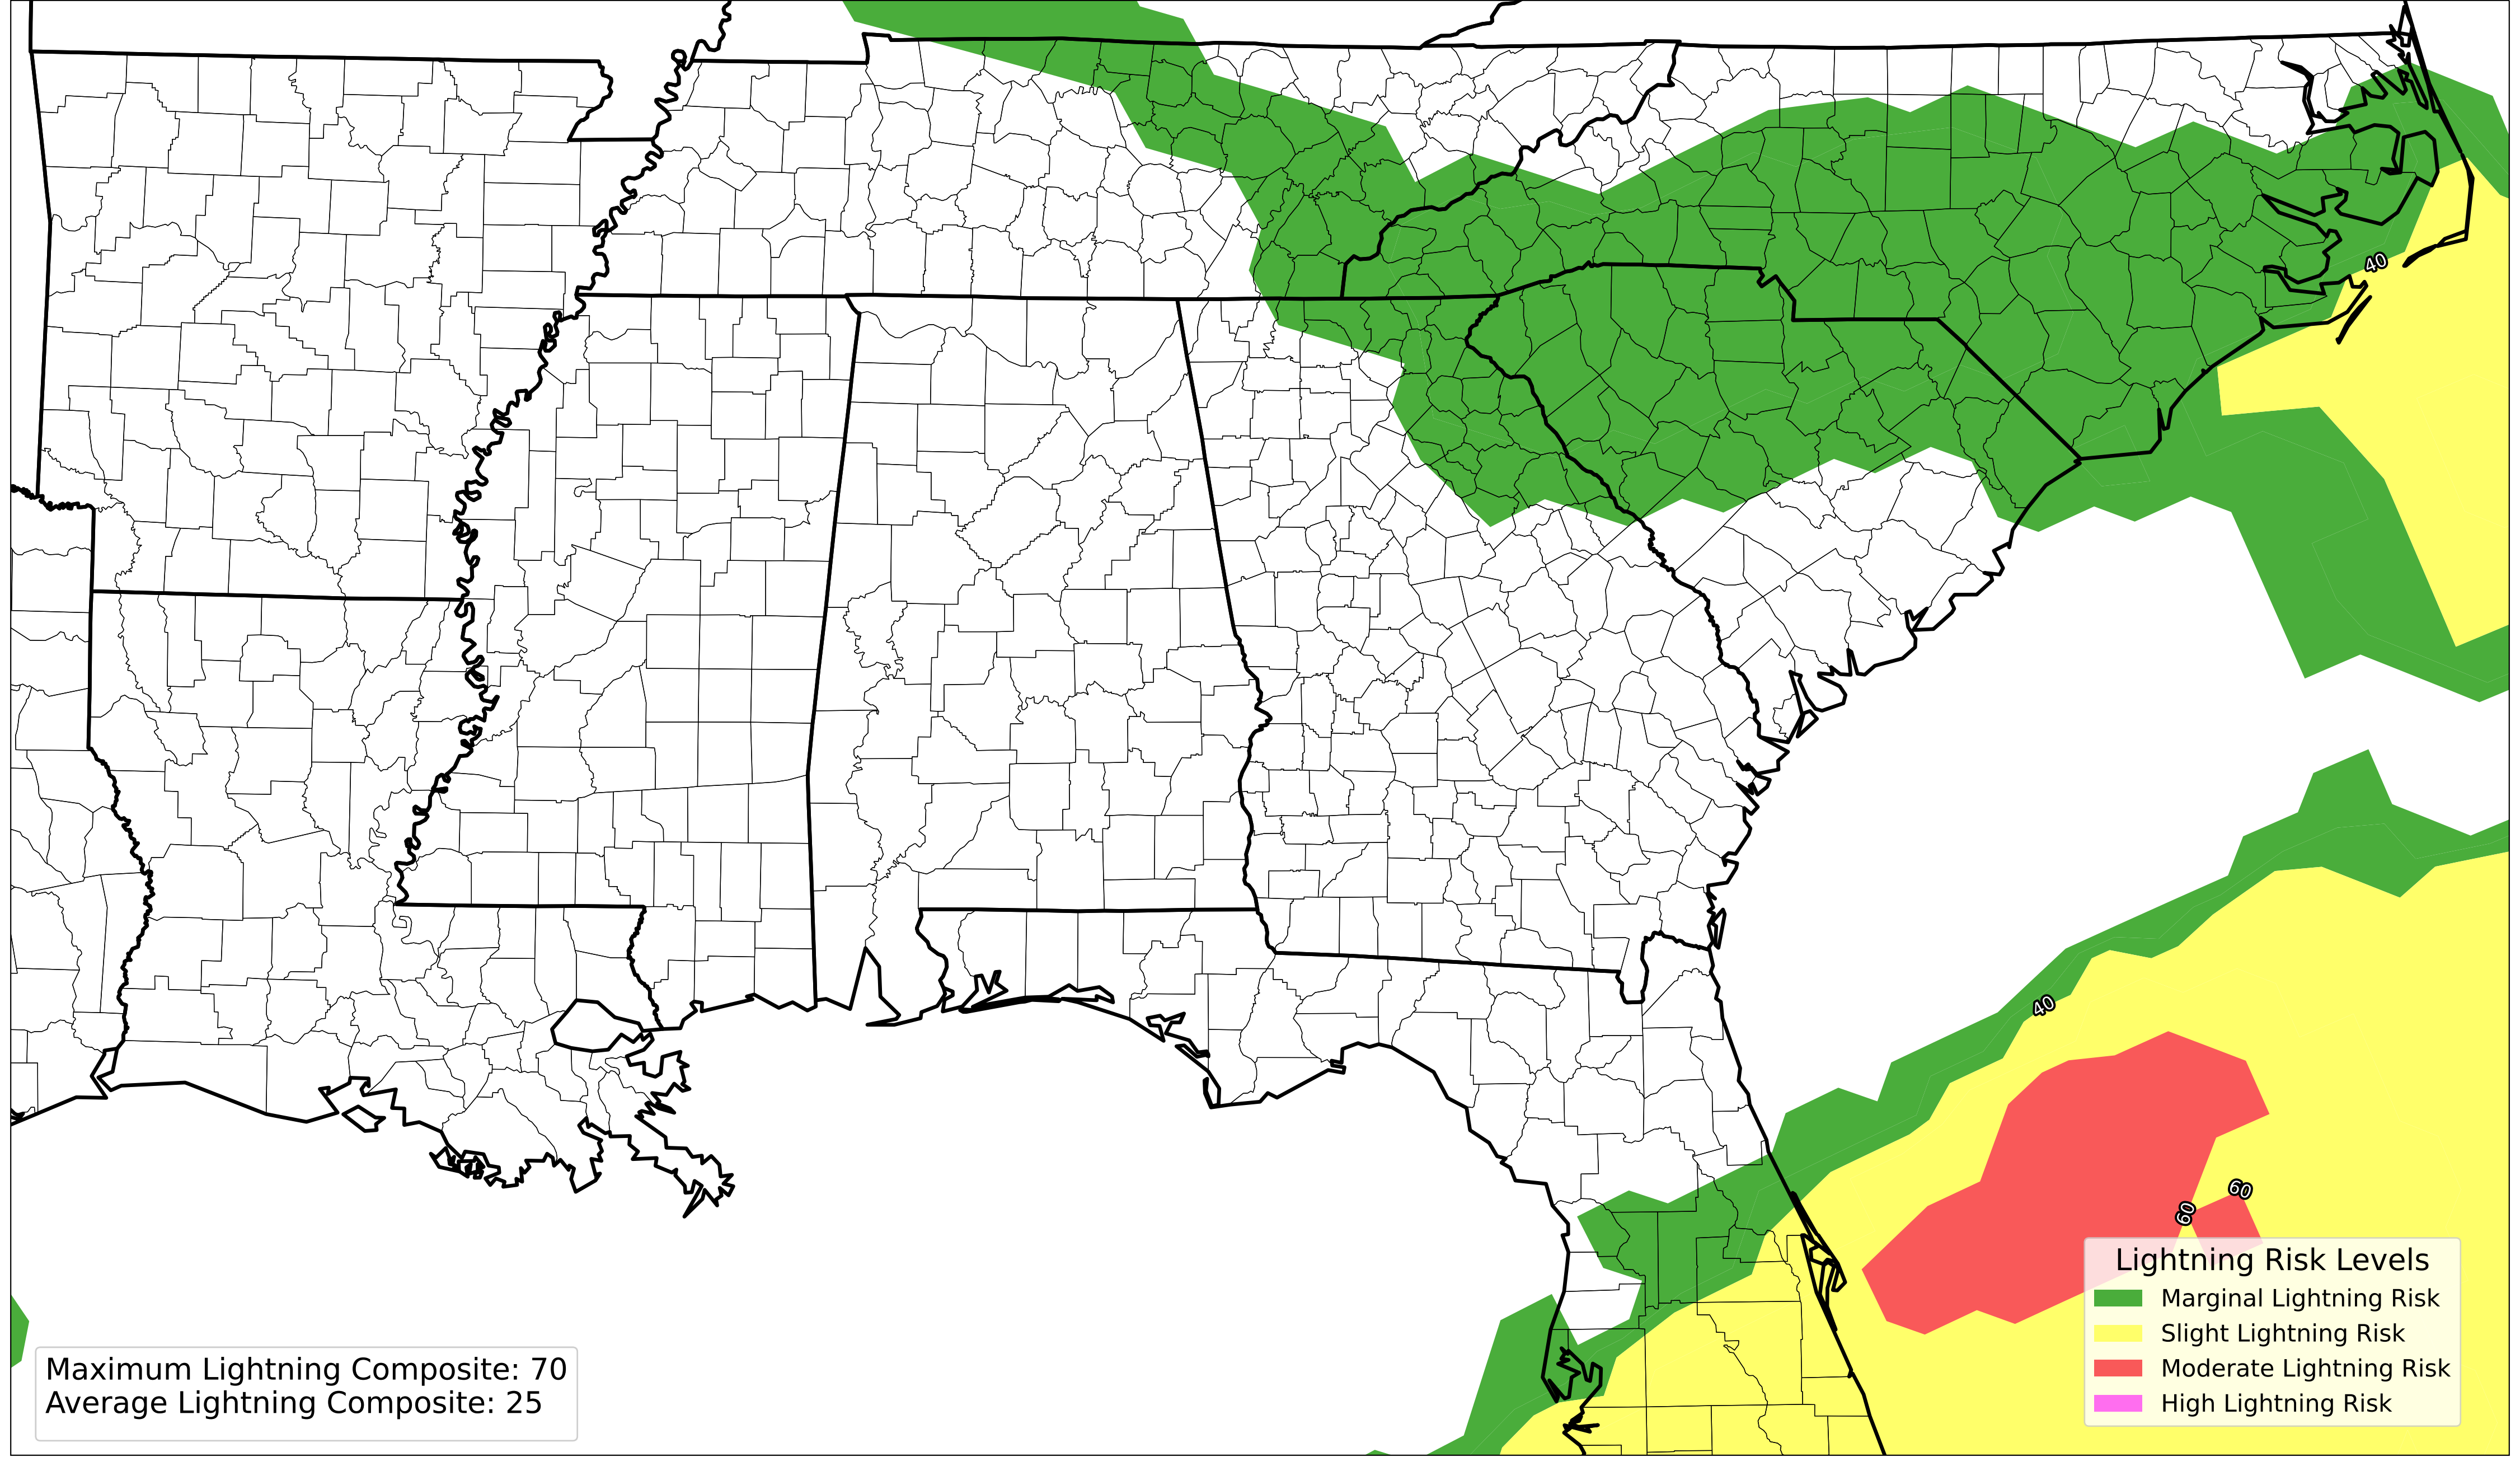 40
40
60
60
Lightning Risk Levels
Marginal Lightning Risk
Slight Lightning Risk
Moderate Lightning Risk
High Lightning Risk
Maximum Lightning Composite: 70
Average Lightning Composite: 25